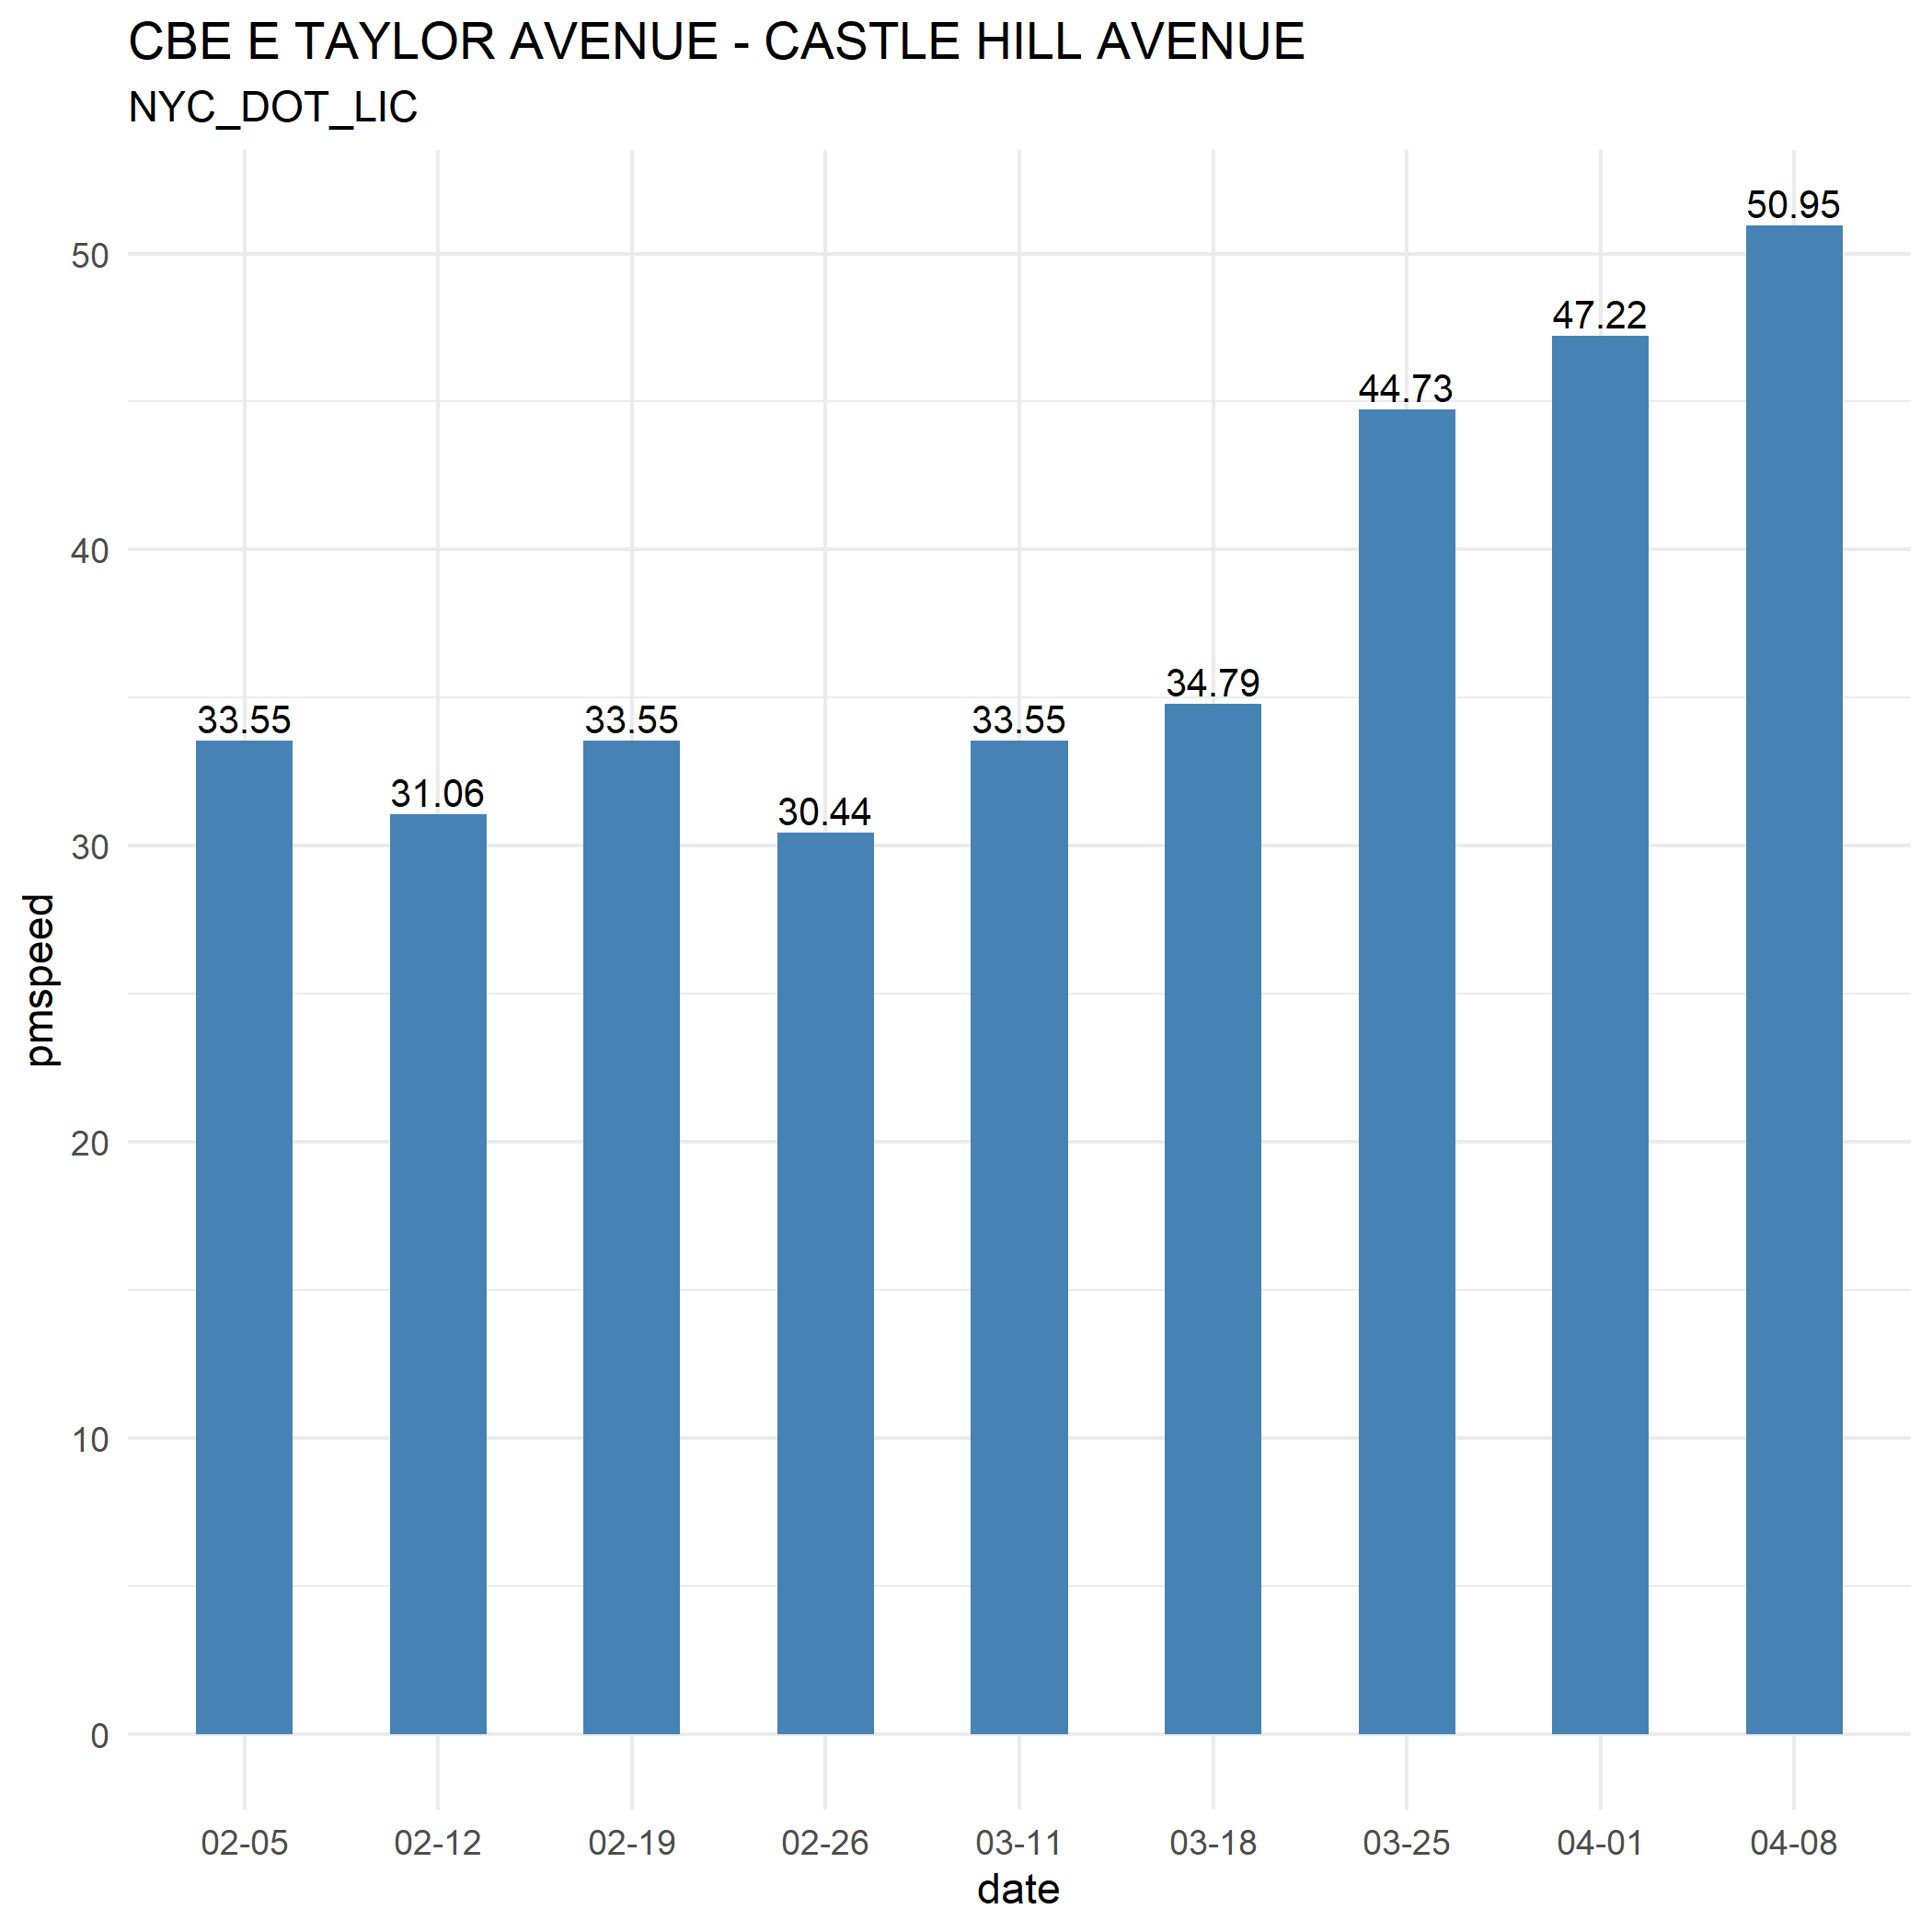 CBE E TAYLOR AVENUE - CASTLE HILL AVENUE
NYC_DOT_LIC
50.95
50
47.22
44.73
40
34.79
33.55 33.55 33.55
31.06
30.44
30
pmspeed
20
10
0
02-05 02-12 02-19 02-26 03-11 03-18 03-25 04-01 04-08
date